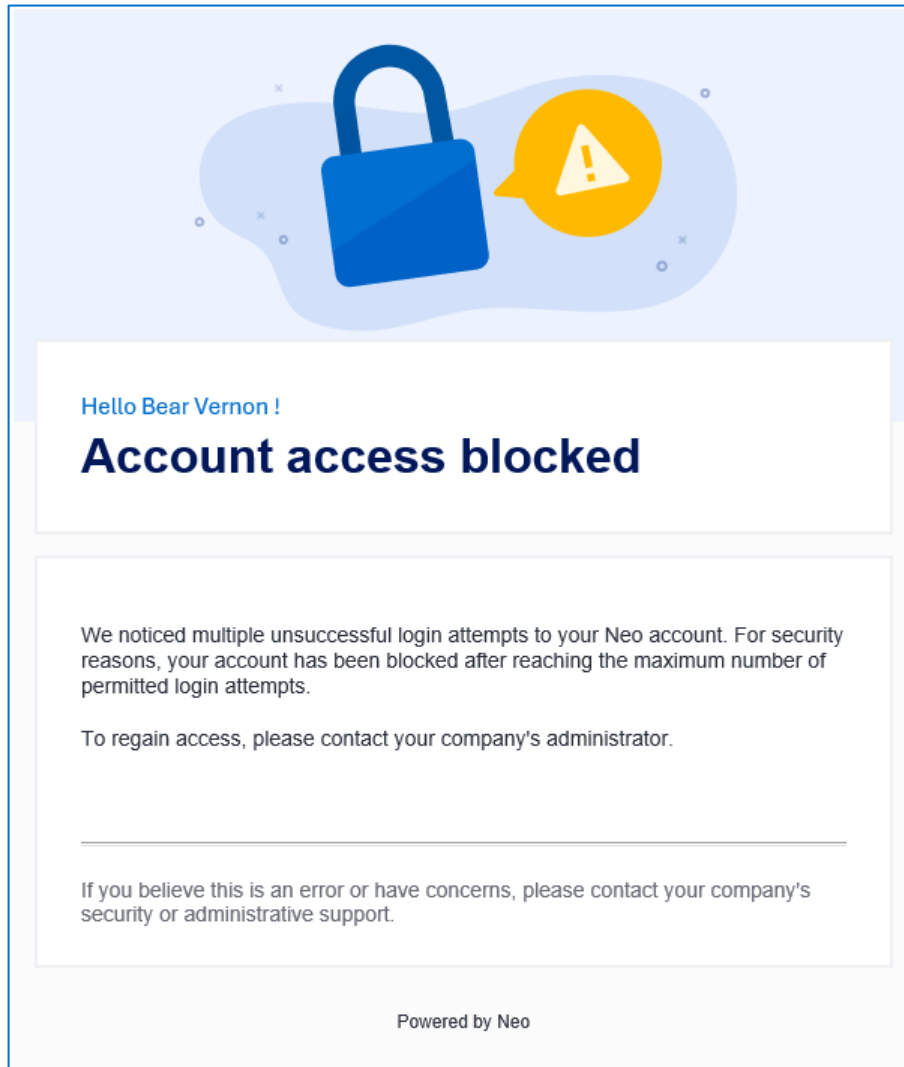 Hello Bear Vernon !
Account access blocked
We noticed multiple unsuccessful login attempts to your Neo account. For security
reasons, your account has been blocked after reaching the maximum number of
permitted login attempts.
To regain access, please contact your company's administrator.
If you believe this is an error or have concerns, please contact your company's
security or administrative support.
Powered by Neo